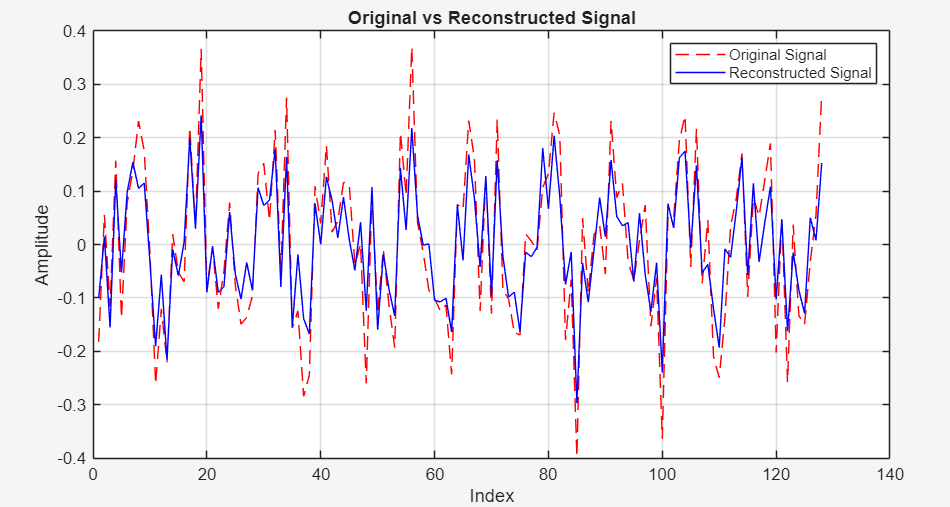 Original vs Reconstructed Signal
Original Signal
Reconstructed Signal
Amplitude
0.4
0.3
0.2
0.1
0
-0.1
-0.2
-0.3
-0.4
0 20 40 60 80 100 120 140
Index